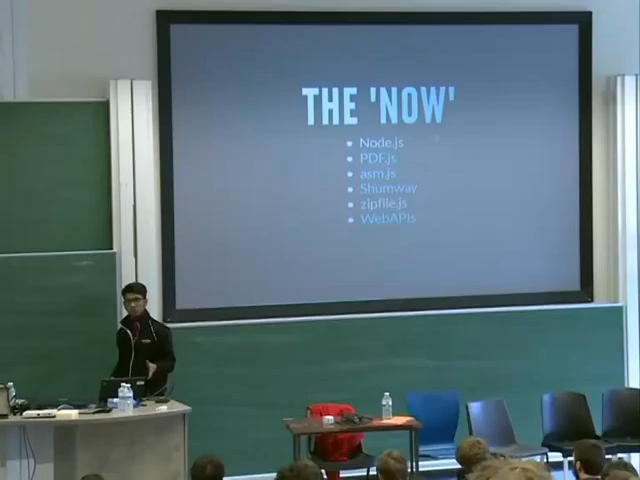 THE 'NOW'
Node.js
PDF.js
asm.js
Shumway
zipfile.js
WebAPIs